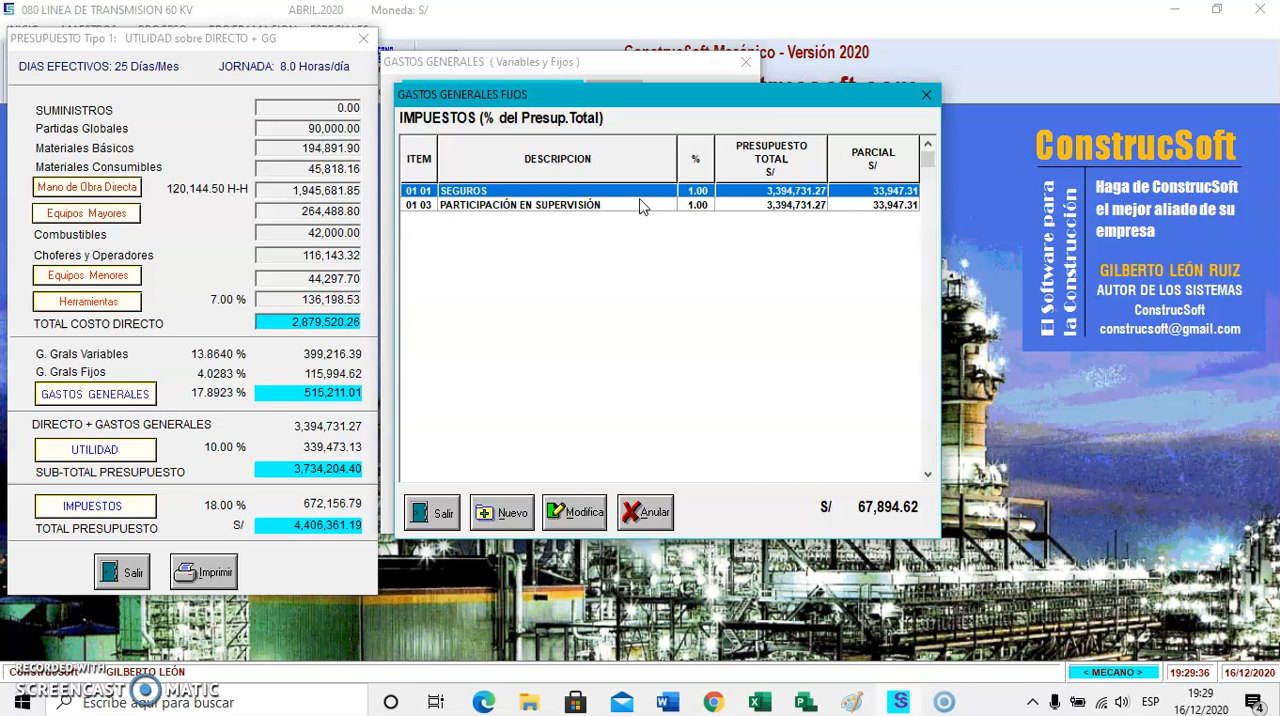 080 LINEA DE TRANSMISION 60 KV
ABRIL.2020
Moneda: S/
ConstrucSoft Mecánico - Versión 2020
PRESUPUESTO Tipo 1: UTILIDAD sobre DIRECTO + GG
DIAS EFECTIVOS: 25 Días/Mes JORNADA: 8.0 Horas/día
SUMINISTROS 0.00
Partidas Globales 90,000.00
Materiales Básicos 194,891.90
Materiales Consumibles 45,818.16
Mano de Obra Directa 120,144.50 H-H 1,945,681.85
Equipos Mayores 264,488.80
Combustibles 42,000.00
Choferes y Operadores 116,143.32
Equipos Menores 44,297.70
Herramientas 7.00 % 136,198.53
TOTAL COSTO DIRECTO 2,879,520.26
G. Grals Variables 13.8640 % 399,216.39
G. Grals Fijos 4.0283 % 115,994.62
GASTOS GENERALES 17.8923 % 515,211.01
DIRECTO + GASTOS GENERALES 3,394,731.27
UTILIDAD 10.00 % 339,473.13
SUB-TOTAL PRESUPUESTO 3,734,204.40
IMPUESTOS 18.00 % 672,156.79
TOTAL PRESUPUESTO S/ 4,406,361.19
Salir Imprimir
GASTOS GENERALES ( Variables y Fijos )
GASTOS GENERALES FIJOS
IMPUESTOS (% del Presup.Total)
ITEM DESCRIPCION % PRESUPUESTO TOTAL S/ PARCIAL S/
01 01 SEGUROS 1.00 3,394,731.27 33,947.31
01 03 PARTICIPACIÓN EN SUPERVISIÓN 1.00 3,394,731.27 33,947.31
Salir Nuevo Modifica Anular S/ 67,894.62
ConstrucSoft
El Software para
la Construcción
Haga de ConstrucSoft
el mejor aliado de su
empresa
GILBERTO LEÓN RUIZ
AUTOR DE LOS SISTEMAS
ConstrucSoft
construcsoft@gmail.com
GILBERTO LEÓN
< MECANO > 19:29:36 16/12/2020
RECORDED WITH
SCREENCAST MATIC
Escribe aquí para buscar
ESP
19:29
16/12/2020
4